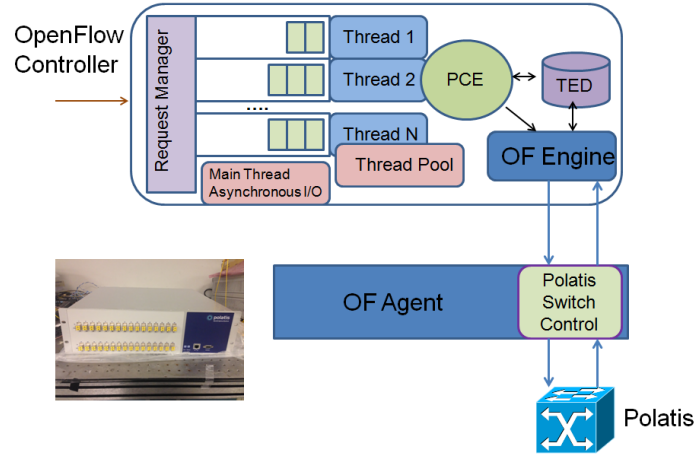 OpenFlow
Controller
Request Manager
Thread 1
Thread 2
....
Thread N
Thread Pool
Main Thread
Asynchronous I/O
PCE
TED
OF Engine
OF Agent
Polatis
Switch
Control
polatis
Polatis